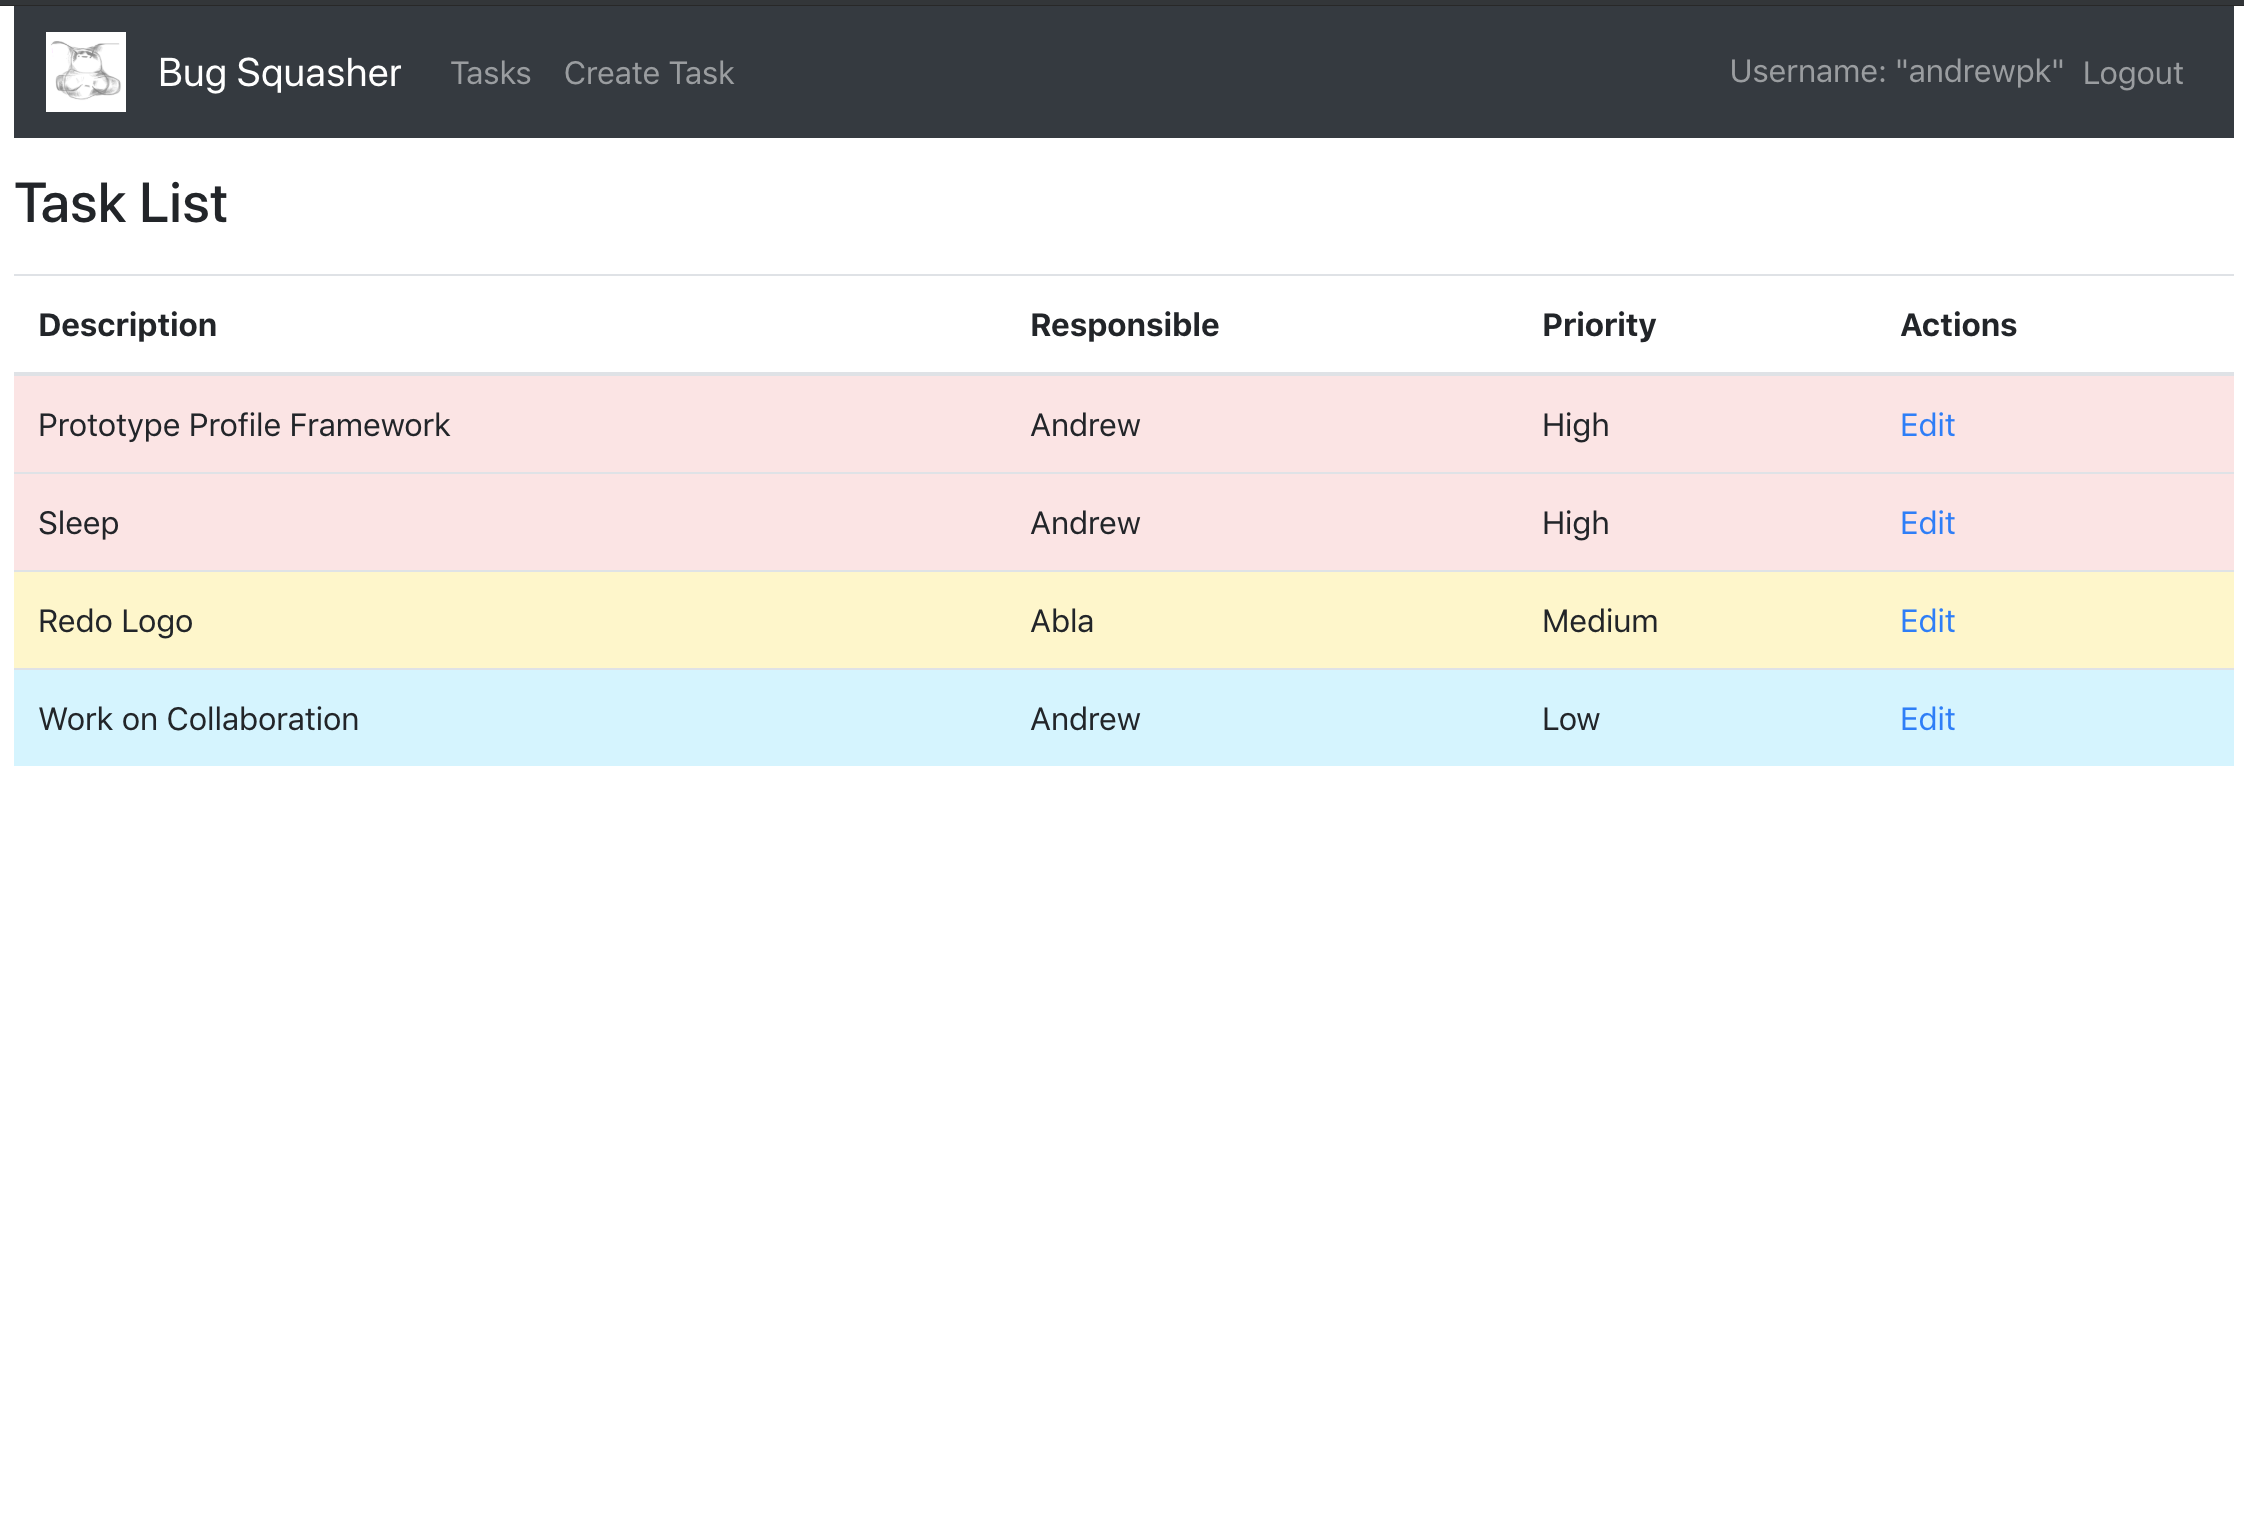 Bug Squasher Tasks Create Task Username: "andrewpk" Logout
Task List
Description Responsible Priority Actions
Prototype Profile Framework Andrew High Edit
Sleep Andrew High Edit
Redo Logo Abla Medium Edit
Work on Collaboration Andrew Low Edit